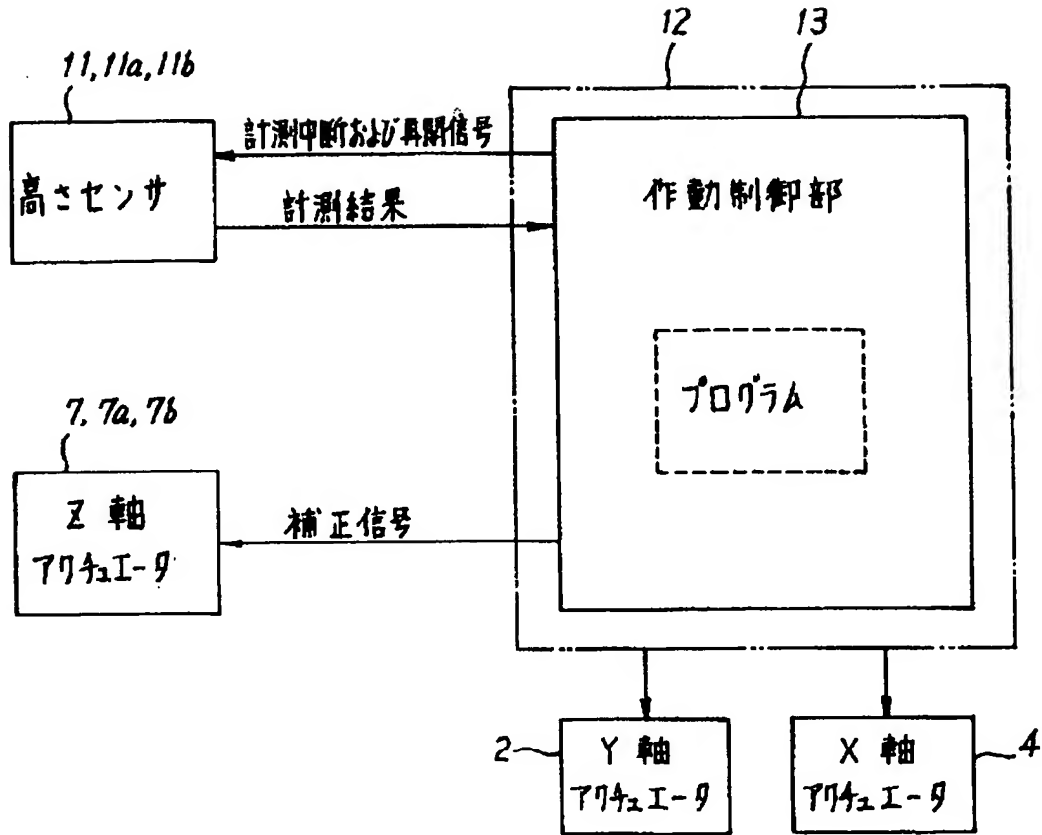 12
13
11, 11a, 11b
計測中断および再開信号
高さセンサ
計測結果
作動制御部
プログラム
7, 7a, 7b
Z 軸
アクチュエータ
補正信号
2
Y 軸
アクチュエータ
X 軸
アクチュエータ
4